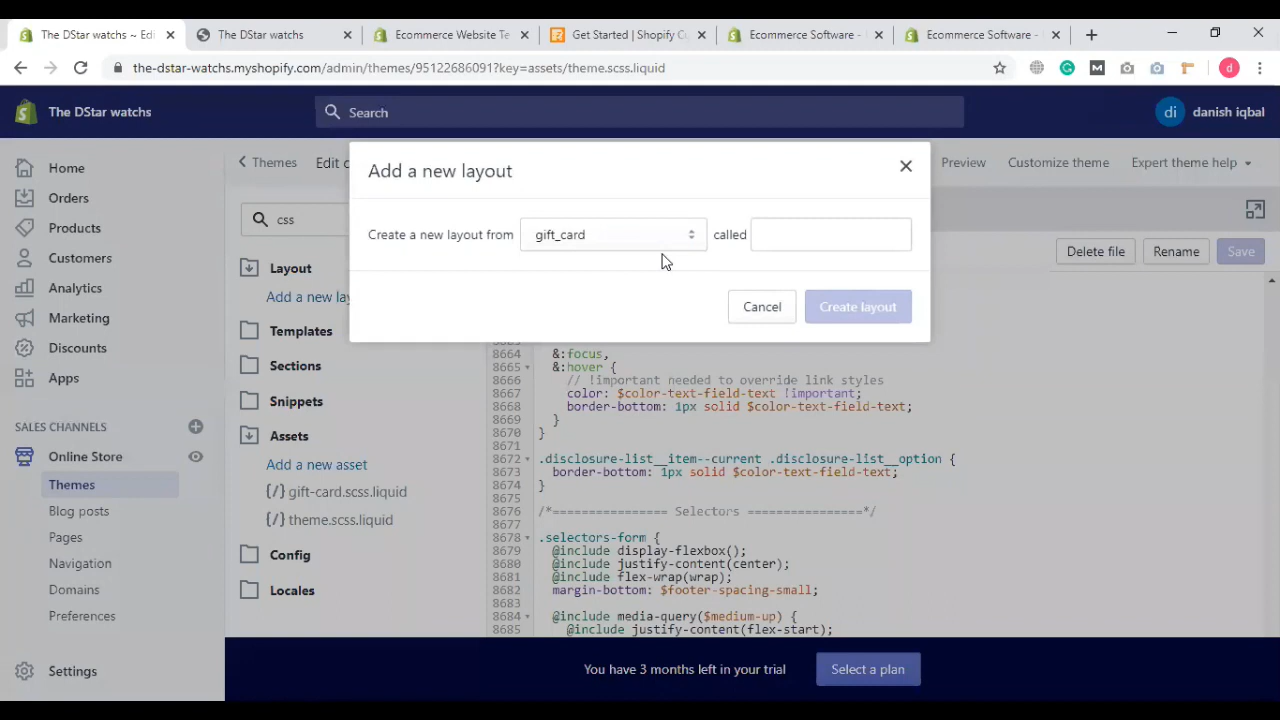 The DStar watches ~ Edi
The DStar watches
Ecommerce Website Te
Get Started | Shopify Cu
Ecommerce Software -
Ecommerce Software -
the-dstar-watchs.myshopify.com/admin/themes/95122686091?key=assets/theme.scss.liquid
d
The DStar watchs
Search
di
danish iqbal
Home
Orders
Products
Customers
Analytics
Marketing
Discounts
Apps
SALES CHANNELS
Online Store
Themes
Blog posts
Pages
Navigation
Domains
Preferences
Settings
Themes
Edit c
Preview
Customize theme
Expert theme help
css
Layout
Add a new lay
Templates
Sections
Snippets
Assets
Add a new asset
{/} gift-card.scss.liquid
{/} theme.scss.liquid
Config
Locales
Add a new layout
Create a new layout from gift_card called
Cancel
Create layout
Delete file
Rename
Save
8664 &:focus,
8665 &:hover {
8666 // !important needed to override link styles
8667 color: $color-text-field-text !important;
8668 border-bottom: 1px solid $color-text-field-text;
8669 }
8670 }
8671
8672 .disclosure-list__item--current .disclosure-list__option {
8673 border-bottom: 1px solid $color-text-field-text;
8674 }
8675
8676 /*================ Selectors ================*/
8677
8678 .selectors-form {
8679 @include display-flexbox();
8680 @include justify-content(center);
8681 @include flex-wrap(wrap);
8682 margin-bottom: $footer-spacing-small;
8683
8684 @include media-query($medium-up) {
8685 @include justify-content(flex-start);
You have 3 months left in your trial
Select a plan